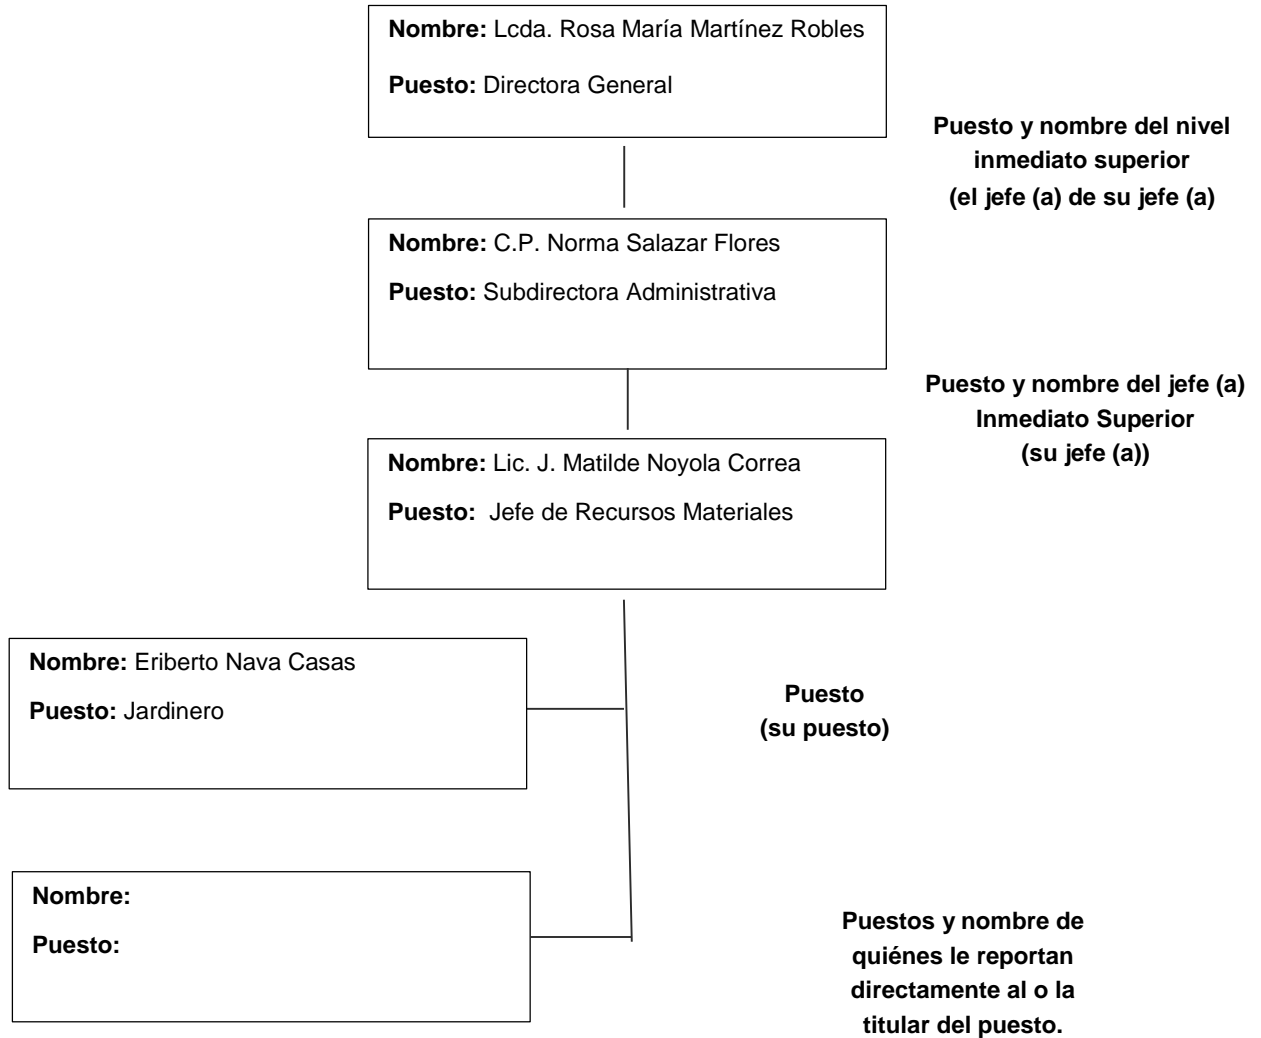 Nombre: Lcda. Rosa María Martínez Robles
Puesto: Directora General
Puesto y nombre del nivel
inmediato superior
(el jefe (a) de su jefe (a)
Nombre: C.P. Norma Salazar Flores
Puesto: Subdirectora Administrativa
Puesto y nombre del jefe (a)
Inmediato Superior
(su jefe (a))
Nombre: Lic. J. Matilde Noyola Correa
Puesto: Jefe de Recursos Materiales
Nombre: Eriberto Nava Casas
Puesto: Jardinero
Puesto
(su puesto)
Nombre:
Puesto:
Puestos y nombre de
quiénes le reportan
directamente al o la
titular del puesto.